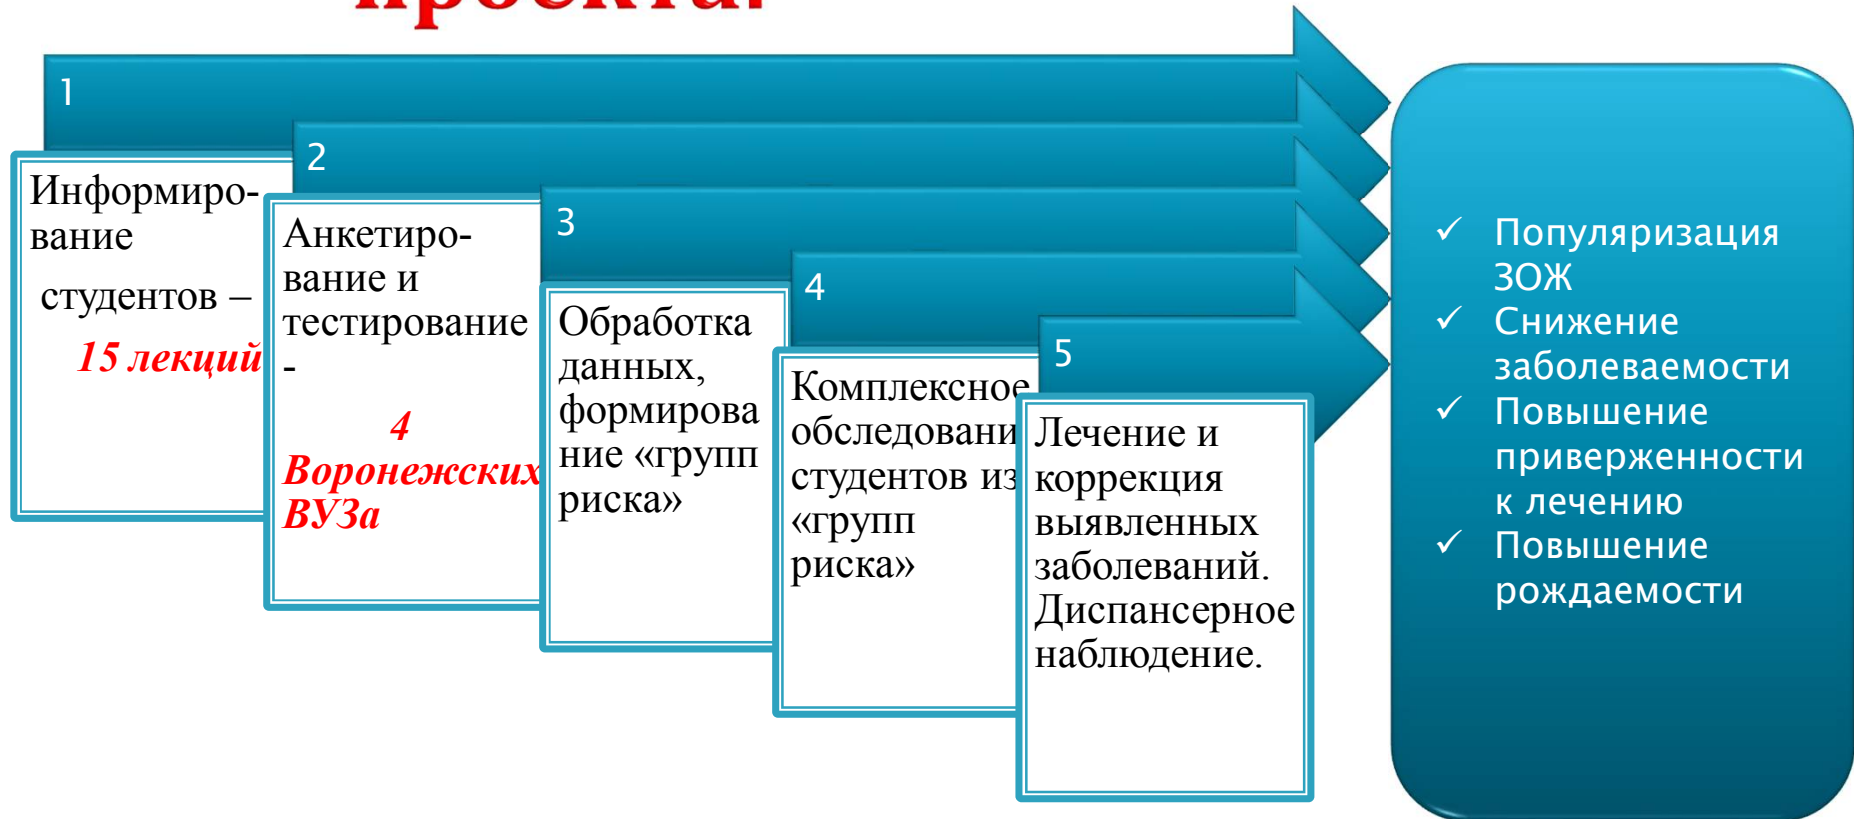 проекта:
1
Информиро-
вание
студентов –
15 лекций
2
Анкетиро-
вание и
тестирование
-
4
Воронежских
ВУЗа
3
Обработка
данных,
формирова
ние «групп
риска»
4
Комплексное
обследовани
студентов из
«групп
риска»
5
Лечение и
коррекция
выявленных
заболеваний.
Диспансерное
наблюдение.
✓ Популяризация
ЗОЖ
✓ Снижение
заболеваемости
✓ Повышение
приверженности
к лечению
✓ Повышение
рождаемости